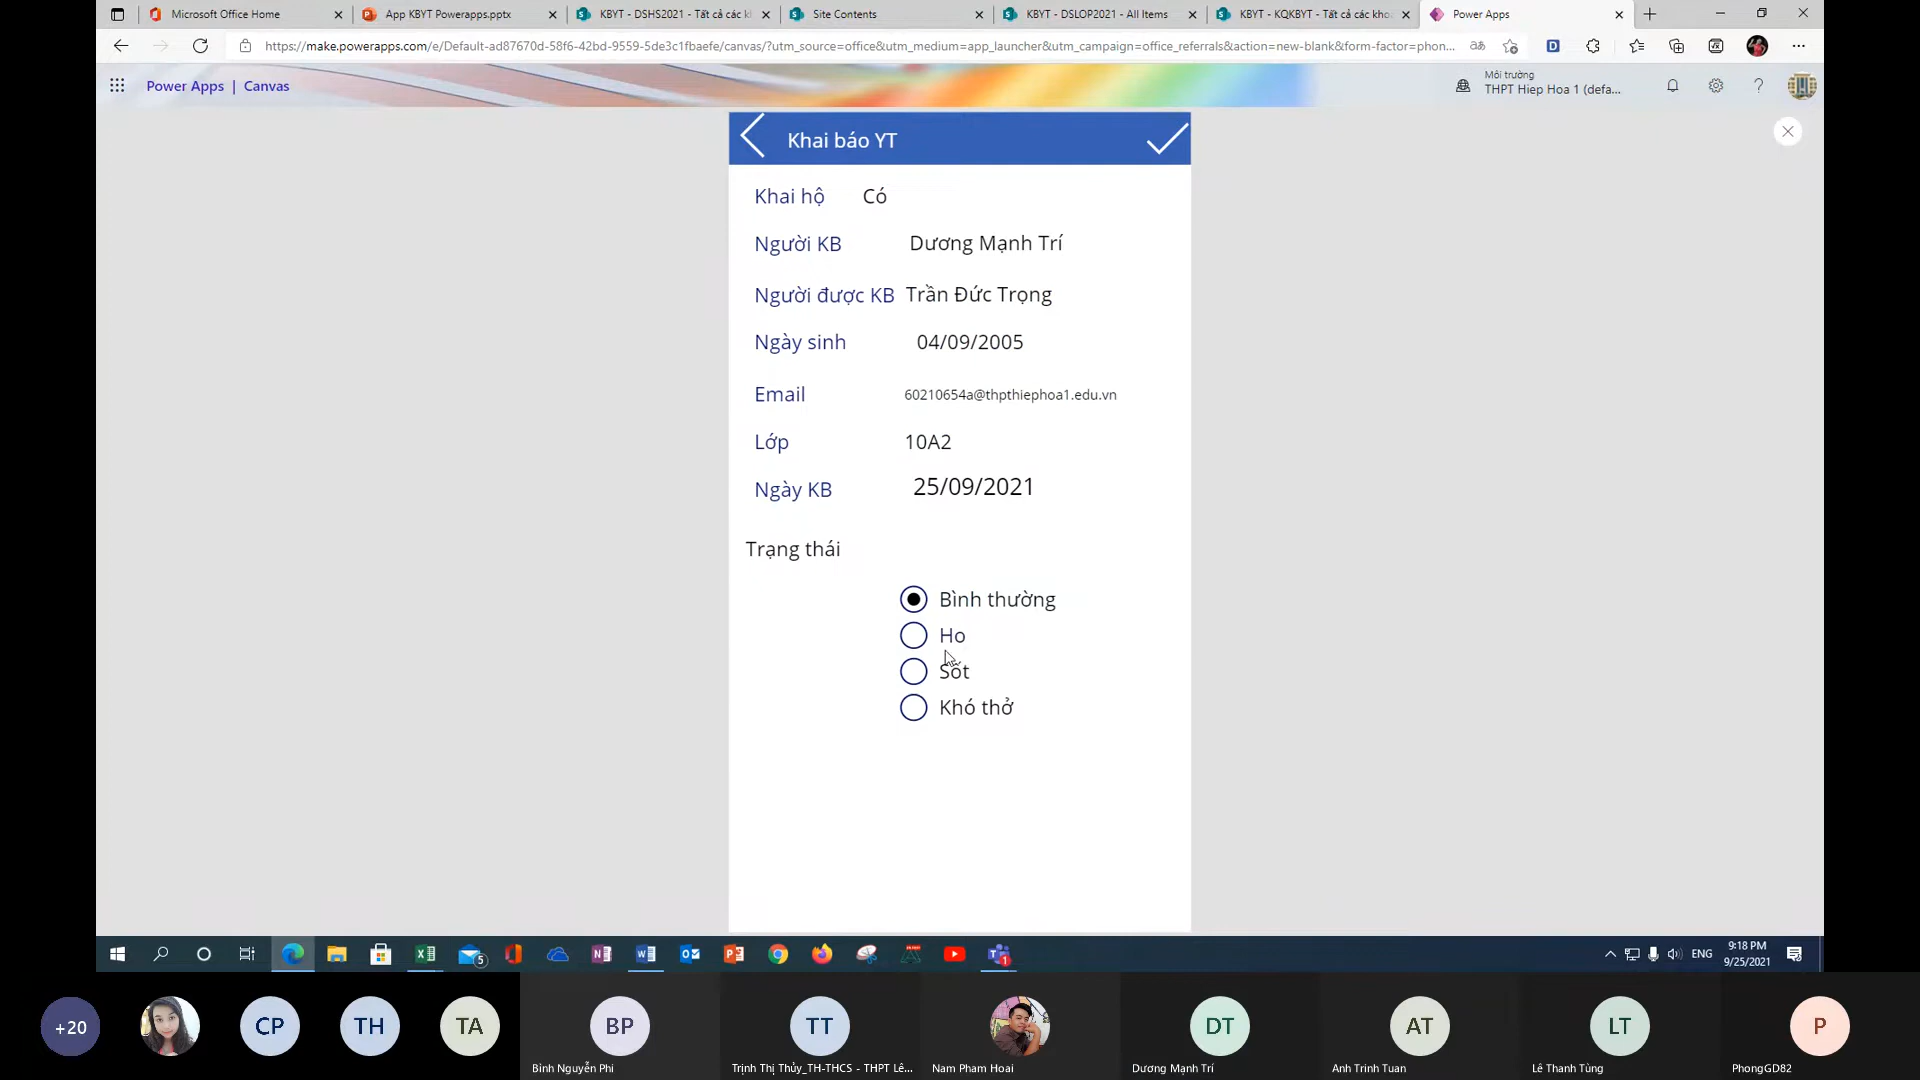 Microsoft Office Home
App KBYT Powerapps.pptx
KBYT - DSHS2021 - Tất cả các k
Site Contents
KBYT - DSLOP2021 - All Items
KBYT - KQKBYT - Tất cả các kho
Power Apps
https://make.powerapps.com/e/Default-ad87670d-58f6-42bd-9559-5de3c1fbaefe/canvas/?utm_source=office&utm_medium=app_launcher&utm_campaign=office_referrals&action=new-blank&form-factor=phon...
Power Apps | Canvas
Môi trường
THPT Hiep Hoa 1 (defa...
Khai báo YT
Khai hộ Có
Người KB Dương Mạnh Trí
Người được KB Trần Đức Trọng
Ngày sinh 04/09/2005
Email 60210654a@thpthiephoa1.edu.vn
Lớp 10A2
Ngày KB 25/09/2021
Trạng thái
Bình thường
Ho
Sốt
Khó thở
5
1
ENG
9:18 PM
9/25/2021
+20
CP
TH
TA
BP
TT
DT
AT
LT
P
Bình Nguyễn Phi
Trịnh Thị Thủy_TH-THCS - THPT Lê...
Nam Pham Hoai
Dương Mạnh Trí
Anh Trinh Tuan
Lê Thanh Tùng
PhongGD82